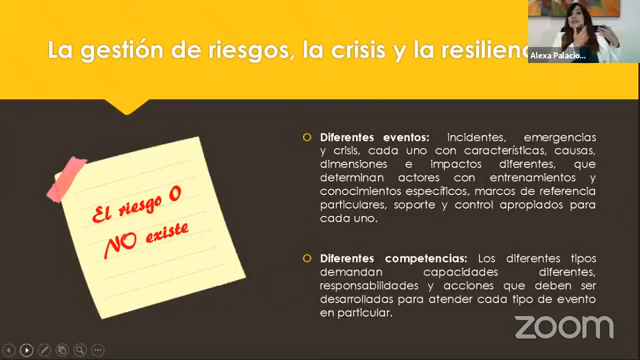 La gestión de riesgos, la crisis y la
Alexa Palacio...
El riesgo 0
NO existe
Diferentes eventos: incidentes, emergencias
y crisis, cada uno con características, causas,
dimensiones e impactos diferentes, que
determinan actores con entrenamientos y
conocimientos específicos, marcos de referencia
particulares, soporte y control apropiados para
cada uno.
Diferentes competencias: Los diferentes tipos
demandan capacidades diferentes,
responsabilidades y acciones que deben ser
desarrolladas para atender cada tipo de evento
en particular.
zoom